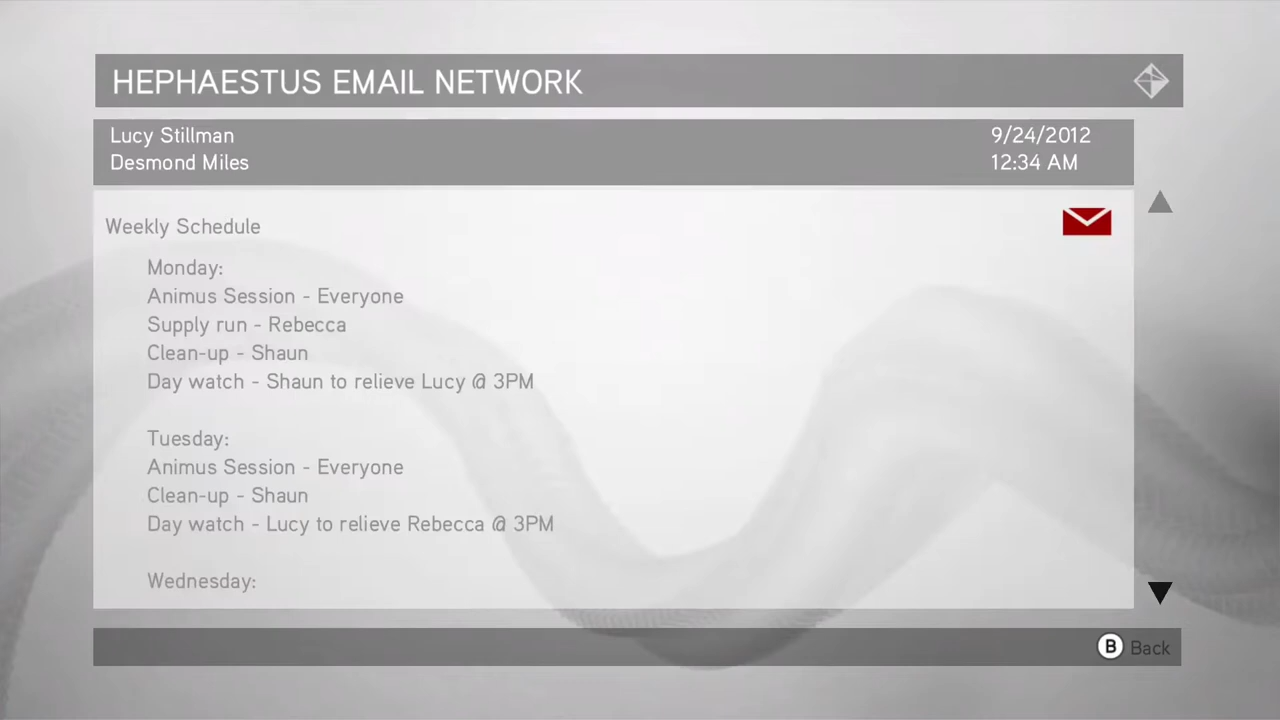 HEPHAESTUS EMAIL NETWORK
Lucy Stillman 9/24/2012
Desmond Miles 12:34 AM
Weekly Schedule
Monday:
Animus Session - Everyone
Supply run - Rebecca
Clean-up - Shaun
Day watch - Shaun to relieve Lucy @ 3PM
Tuesday:
Animus Session - Everyone
Clean-up - Shaun
Day watch - Lucy to relieve Rebecca @ 3PM
Wednesday:
B Back